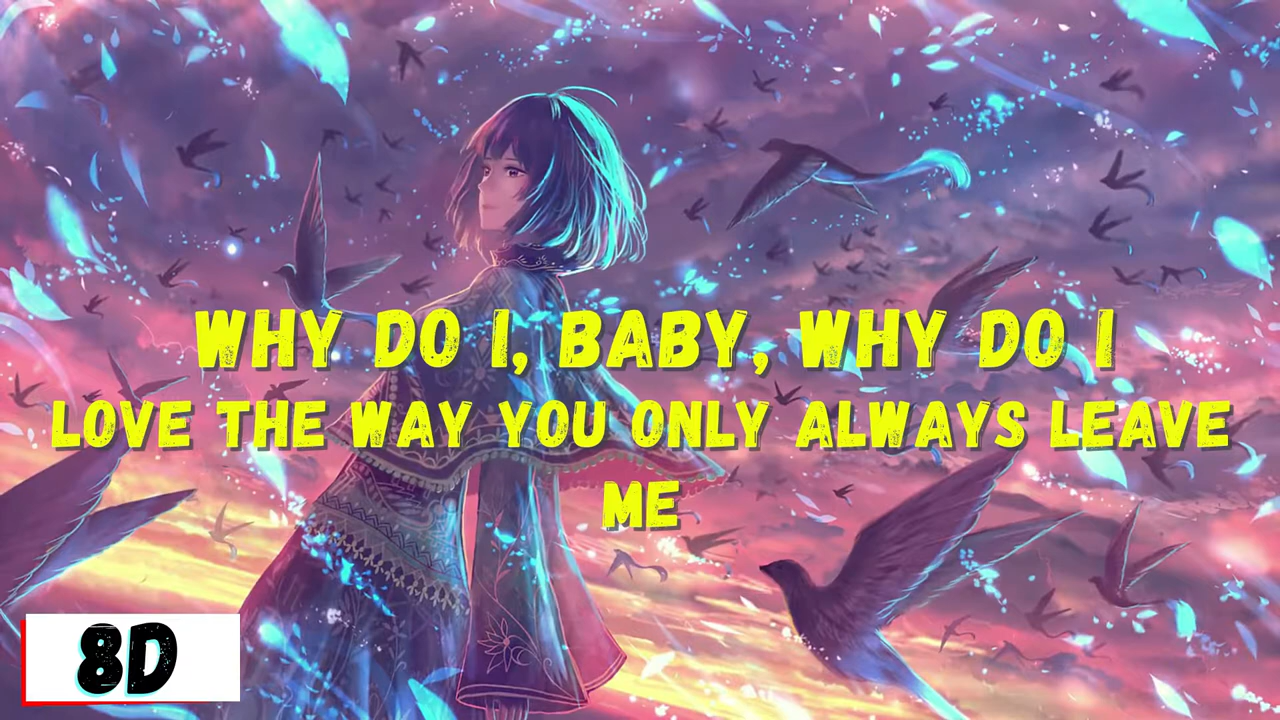 WHY DO I, BABY, WHY DO I
LOVE THE WAY YOU ONLY ALWAYS LEAVE
ME
8D